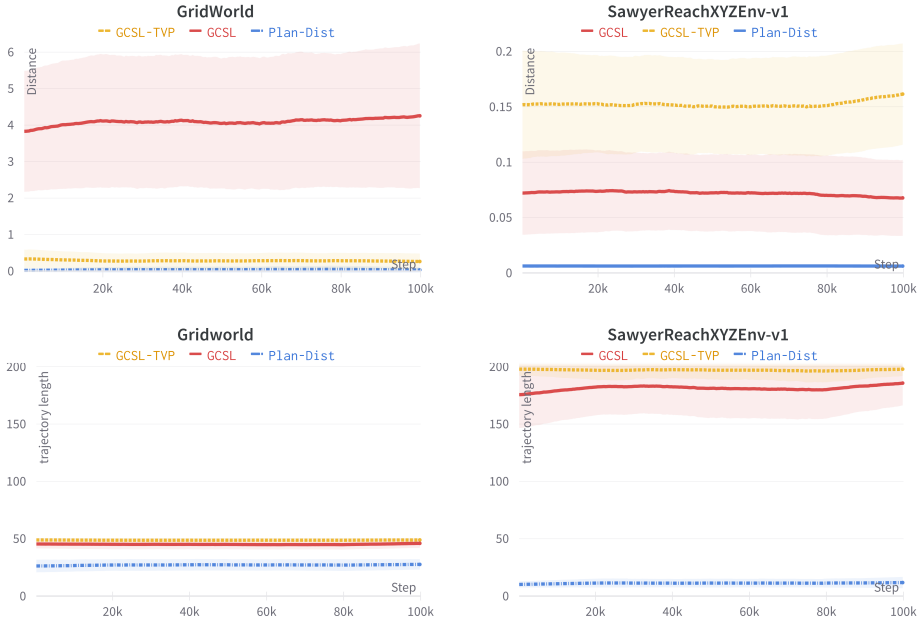 GridWorld
GCSL-TVP GCSL Plan-Dist
Distance
6
5
4
3
2
1
0
Step
20k 40k 60k 80k 100k
SawyerReachXYZEnv-v1
GCSL GCSL-TVP Plan-Dist
Distance
0.2
0.15
0.1
0.05
0
Step
20k 40k 60k 80k 100k
Gridworld
GCSL-TVP GCSL Plan-Dist
trajectory length
200
150
100
50
0
Step
20k 40k 60k 80k 100k
SawyerReachXYZEnv-v1
GCSL GCSL-TVP Plan-Dist
trajectory length
200
150
100
50
0
Step
20k 40k 60k 80k 100k